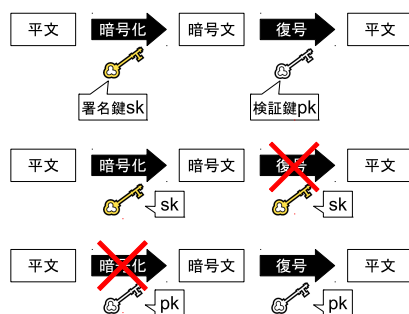 平文 暗号化 暗号文 復号 平文
署名鍵sk 検証鍵pk
平文 暗号化 暗号文 復号 平文
sk sk
平文 暗号化 暗号文 復号 平文
pk pk